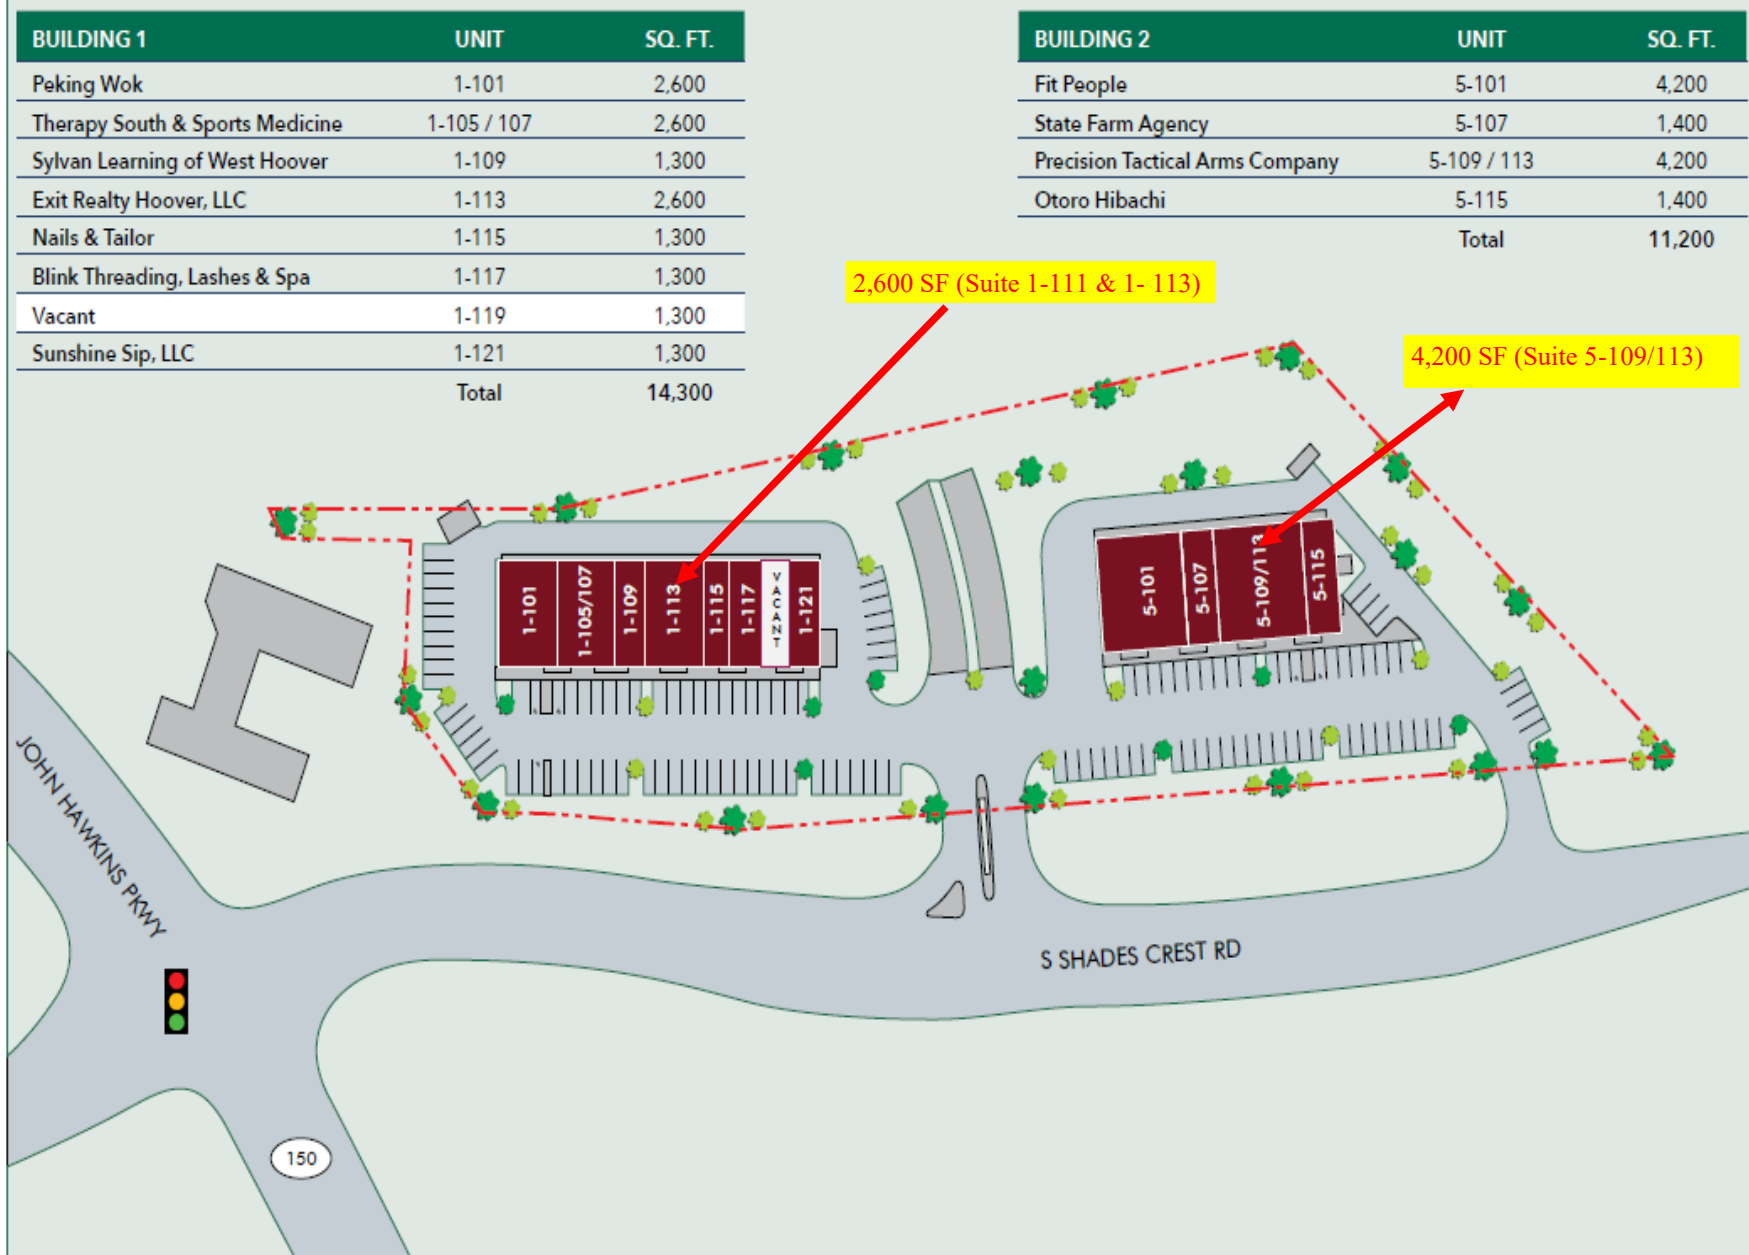 BUILDING 1 UNIT SQ. FT.
Peking Wok 1-101 2,600
Therapy South & Sports Medicine 1-105 / 107 2,600
Sylvan Learning of West Hoover 1-109 1,300
Exit Realty Hoover, LLC 1-113 2,600
Nails & Tailor 1-115 1,300
Blink Threading, Lashes & Spa 1-117 1,300
Vacant 1-119 1,300
Sunshine Sip, LLC 1-121 1,300
Total 14,300
BUILDING 2 UNIT SQ. FT.
Fit People 5-101 4,200
State Farm Agency 5-107 1,400
Precision Tactical Arms Company 5-109 / 113 4,200
Otoro Hibachi 5-115 1,400
Total 11,200
2,600 SF (Suite 1-111 & 1- 113)
4,200 SF (Suite 5-109/113)
1-101
1-105/107
1-109
1-113
1-115
1-117
VACANT
1-121
5-101
5-107
5-109/113
5-115
JOHN HAWKINS PKWY
S SHADES CREST RD
150